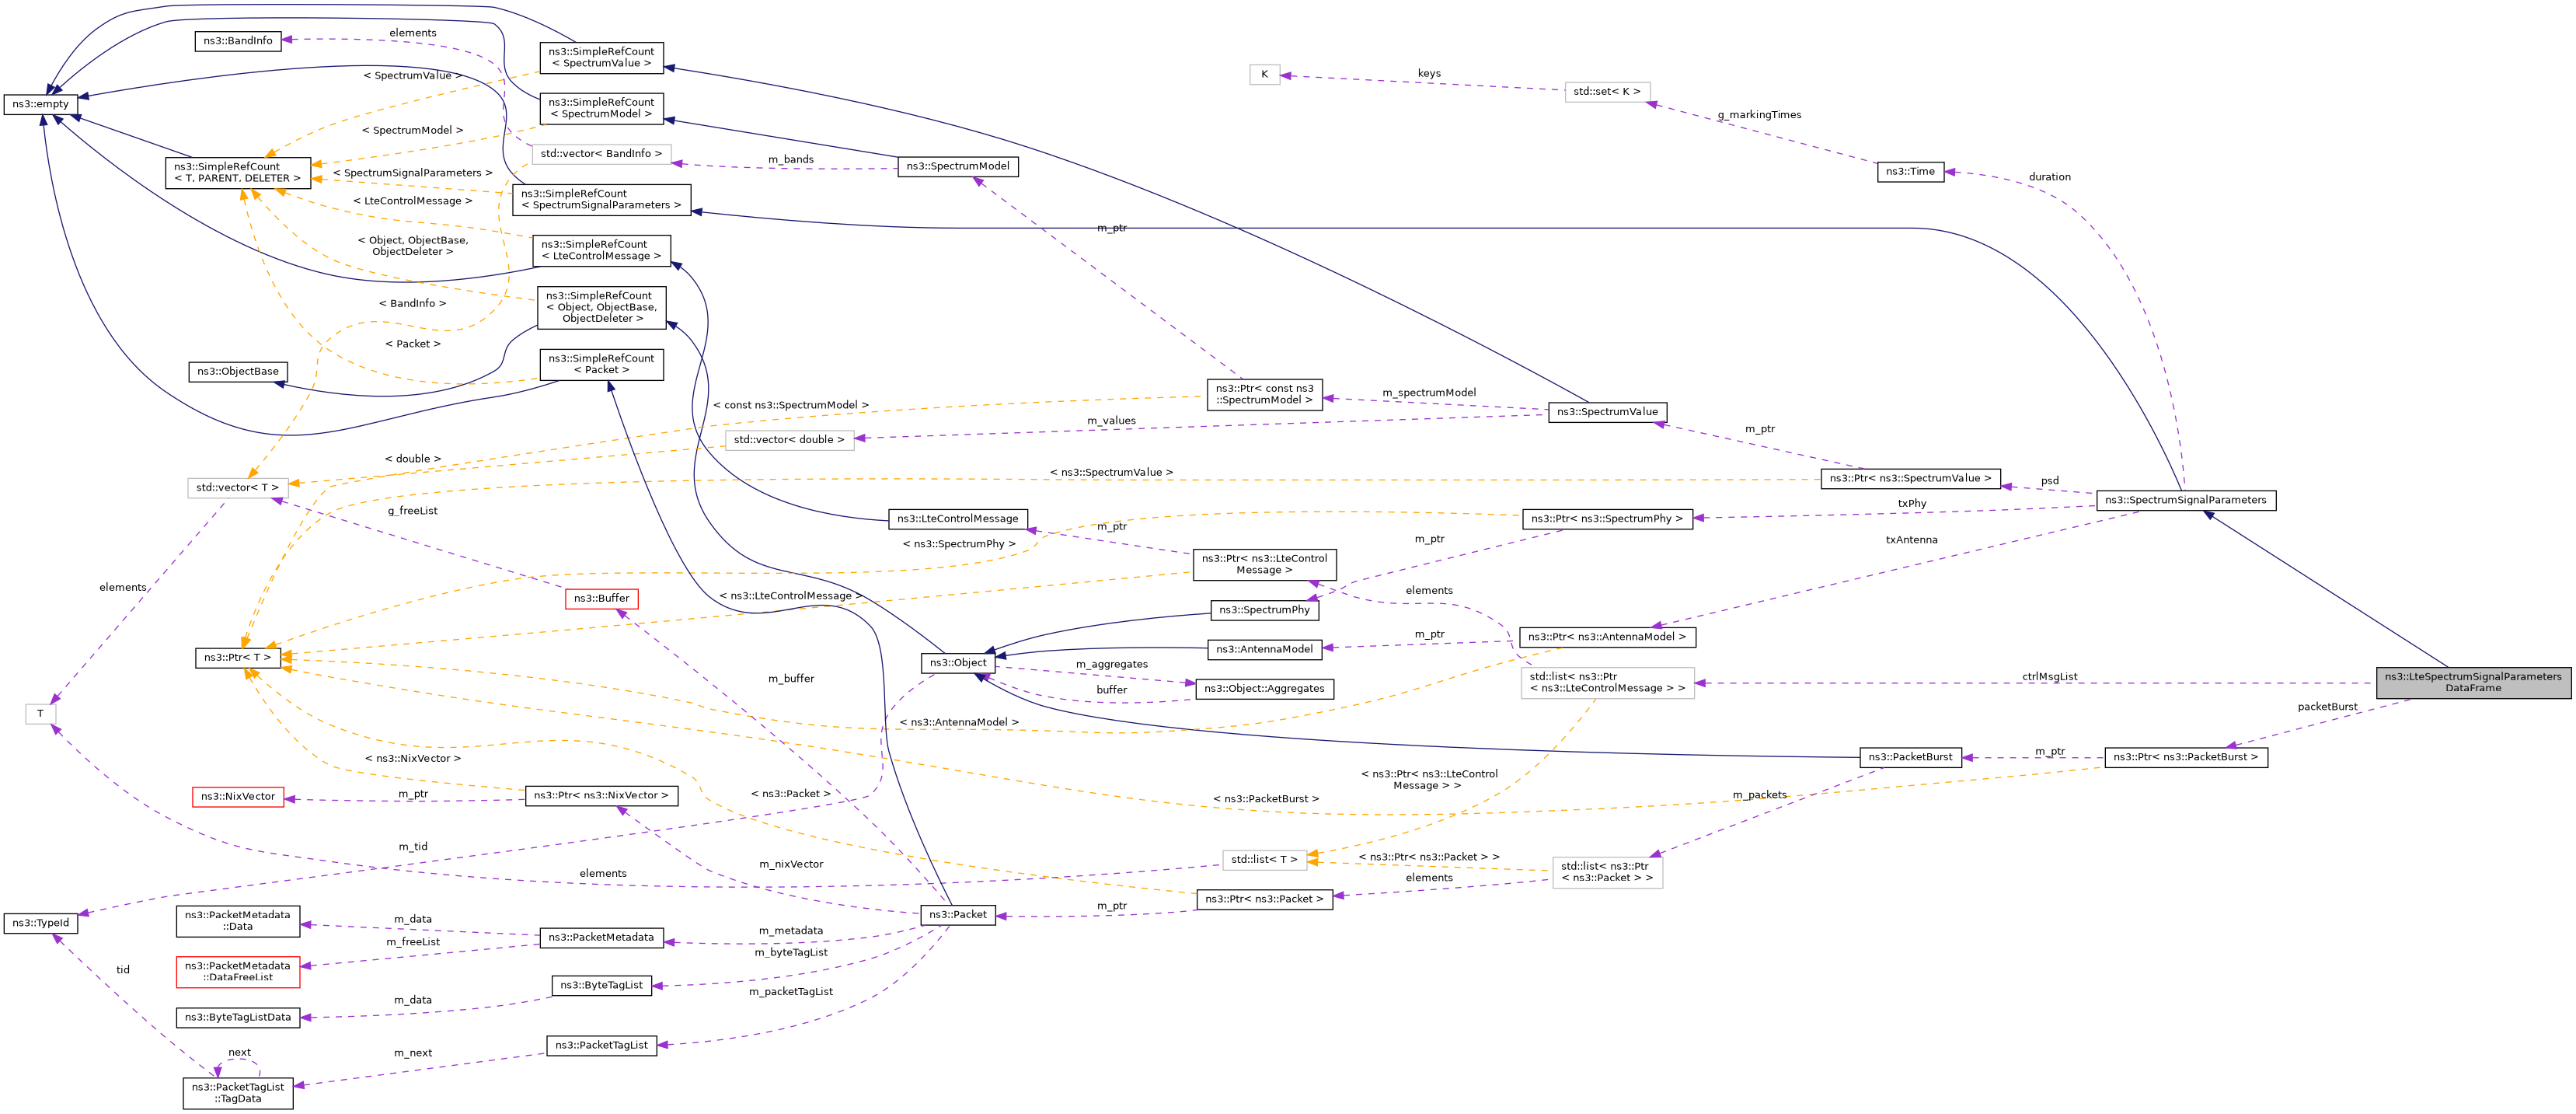 ns3::BandInfo
elements
ns3::SimpleRefCount
< SpectrumValue >
< SpectrumValue >
K
keys
std::set< K >
ns3::empty
ns3::SimpleRefCount
< SpectrumModel >
g_markingTimes
< SpectrumModel >
std::vector< BandInfo >
m_bands
ns3::SpectrumModel
ns3::SimpleRefCount
< T, PARENT, DELETER >
< SpectrumSignalParameters >
ns3::Time
duration
ns3::SimpleRefCount
< SpectrumSignalParameters >
< LteControlMessage >
m_ptr
< Object, ObjectBase,
ObjectDeleter >
ns3::SimpleRefCount
< LteControlMessage >
< BandInfo >
ns3::SimpleRefCount
< Object, ObjectBase,
ObjectDeleter >
< Packet >
ns3::ObjectBase
ns3::SimpleRefCount
< Packet >
ns3::Ptr< const ns3
::SpectrumModel >
m_spectrumModel
< const ns3::SpectrumModel >
ns3::SpectrumValue
m_values
std::vector< double >
m_ptr
< double >
< ns3::SpectrumValue >
ns3::Ptr< ns3::SpectrumValue >
psd
std::vector< T >
ns3::SpectrumSignalParameters
txPhy
g_freeList
ns3::LteControlMessage
m_ptr
ns3::Ptr< ns3::SpectrumPhy >
< ns3::SpectrumPhy >
m_ptr
txAntenna
ns3::Ptr< ns3::LteControl
Message >
elements
ns3::Buffer
< ns3::LteControlMessage >
elements
ns3::SpectrumPhy
m_ptr
ns3::Ptr< ns3::AntennaModel >
ns3::AntennaModel
ns3::Ptr< T >
ns3::Object
m_aggregates
m_buffer
buffer
ns3::Object::Aggregates
std::list< ns3::Ptr
< ns3::LteControlMessage > >
ctrlMsgList
ns3::LteSpectrumSignalParameters
DataFrame
T
packetBurst
< ns3::AntennaModel >
< ns3::NixVector >
ns3::PacketBurst
m_ptr
ns3::Ptr< ns3::PacketBurst >
< ns3::Ptr< ns3::LteControl
Message > >
ns3::NixVector
m_ptr
ns3::Ptr< ns3::NixVector >
< ns3::Packet >
< ns3::PacketBurst >
m_packets
m_tid
m_nixVector
elements
std::list< T >
< ns3::Ptr< ns3::Packet > >
std::list< ns3::Ptr
< ns3::Packet > >
elements
ns3::Ptr< ns3::Packet >
m_ptr
ns3::Packet
ns3::TypeId
ns3::PacketMetadata
::Data
m_data
m_freeList
ns3::PacketMetadata
m_metadata
m_byteTagList
ns3::PacketMetadata
::DataFreeList
tid
ns3::ByteTagList
m_packetTagList
m_data
ns3::ByteTagListData
ns3::PacketTagList
next
m_next
ns3::PacketTagList
::TagData